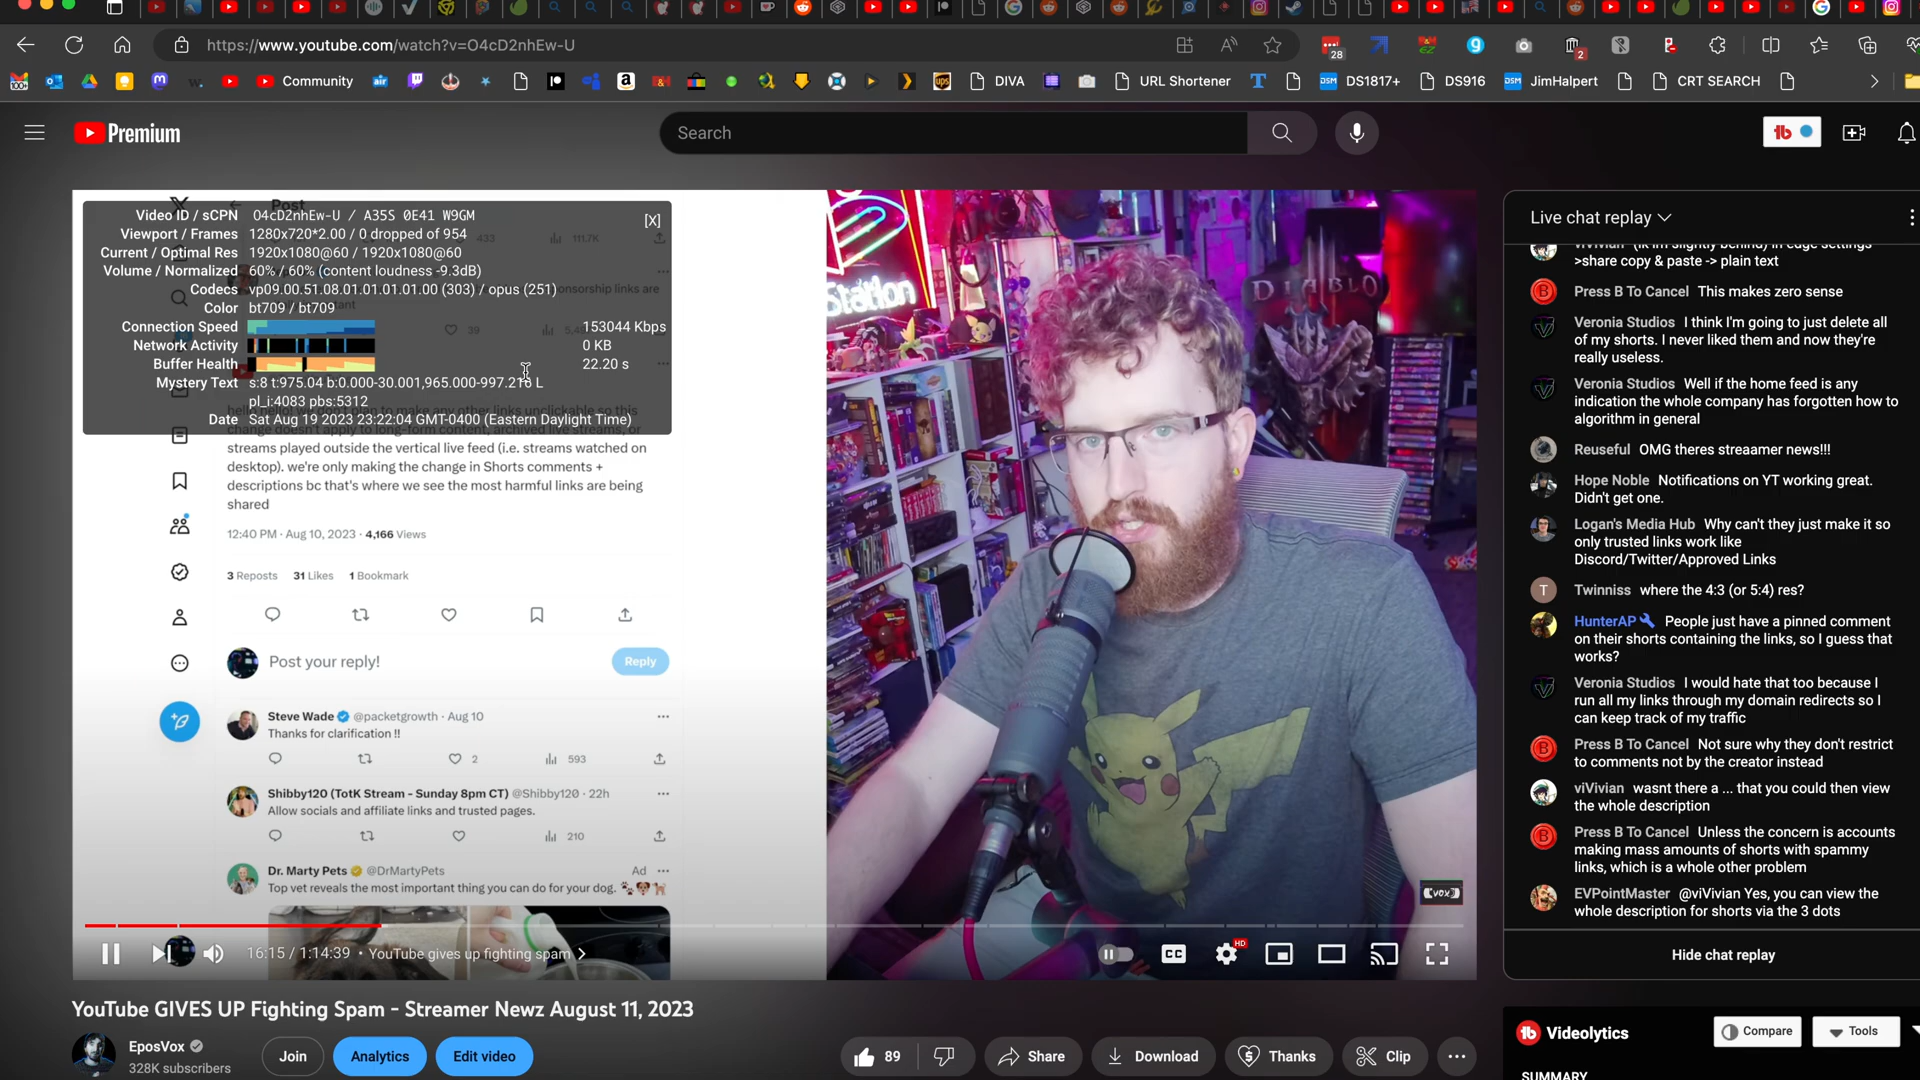 https://www.youtube.com/watch?v=O4cD2nhEw-U
28
2
Community
DIVA
URL Shortener
DS1817+
DS916
JimHalpert
CRT SEARCH
Premium
Search
Post
Video ID / sCPN O4cD2nhEw-U / A35S 0E41 W9GM
[X]
Viewport / Frames 1280x720*2.00 / 0 dropped of 954
Current / Optimal Res 1920x1080@60 / 1920x1080@60
Volume / Normalized 60% / 60% (content loudness -9.3dB)
Codecs vp09.00.51.08.01.01.01.01.00 (303) / opus (251)
Color bt709 / bt709
Connection Speed 153044 Kbps
Network Activity 0 KB
Buffer Health 22.20 s
Mystery Text s:8 t:975.04 b:0.000-30.001,965.000-997.216 L
pl_i:4083 pbs:5312
Date Sat Aug 19 2023 23:22:04 GMT-0400 (Eastern Daylight Time)
433
111.7K
39
streams played outside the vertical live feed (i.e. streams watched on
desktop). we're only making the change in Shorts comments +
descriptions bc that's where we see the most harmful links are being
shared
12:40 PM · Aug 10, 2023 · 4,166 Views
3 Reposts 31 Likes 1 Bookmark
Post your reply!
Reply
Steve Wade @packetgrowth · Aug 10
Thanks for clarification !!
2
593
Shibby120 (TotK Stream - Sunday 8pm CT) @Shibby120 · 22h
Allow socials and affiliate links and trusted pages.
210
Dr. Marty Pets @DrMartyPets
Ad
Top vet reveals the most important thing you can do for your dog.
Station
DIABLO
vox
16:15 / 1:14:39 • YouTube gives up fighting spam
CC
HD
YouTube GIVES UP Fighting Spam - Streamer Newz August 11, 2023
EposVox
328K subscribers
Join
Analytics
Edit video
89
Share
Download
Thanks
Clip
Live chat replay
>share copy & paste -> plain text
Press B To Cancel This makes zero sense
Veronia Studios I think I'm going to just delete all
of my shorts. I never liked them and now they're
really useless.
Veronia Studios Well if the home feed is any
indication the whole company has forgotten how to
algorithm in general
Reuseful OMG theres streaamer news!!!
Hope Noble Notifications on YT working great.
Didn't get one.
Logan's Media Hub Why can't they just make it so
only trusted links work like
Discord/Twitter/Approved Links
T
Twinniss where the 4:3 (or 5:4) res?
HunterAP People just have a pinned comment
on their shorts containing the links, so I guess that
works?
Veronia Studios I would hate that too because I
run all my links through my domain redirects so I
can keep track of my traffic
Press B To Cancel Not sure why they don't restrict
to comments not by the creator instead
viVivian wasnt there a ... that you could then view
the whole description
Press B To Cancel Unless the concern is accounts
making mass amounts of shorts with spammy
links, which is a whole other problem
EVPointMaster @viVivian Yes, you can view the
whole description for shorts via the 3 dots
Hide chat replay
Videolytics
Compare
Tools
SUMMARY